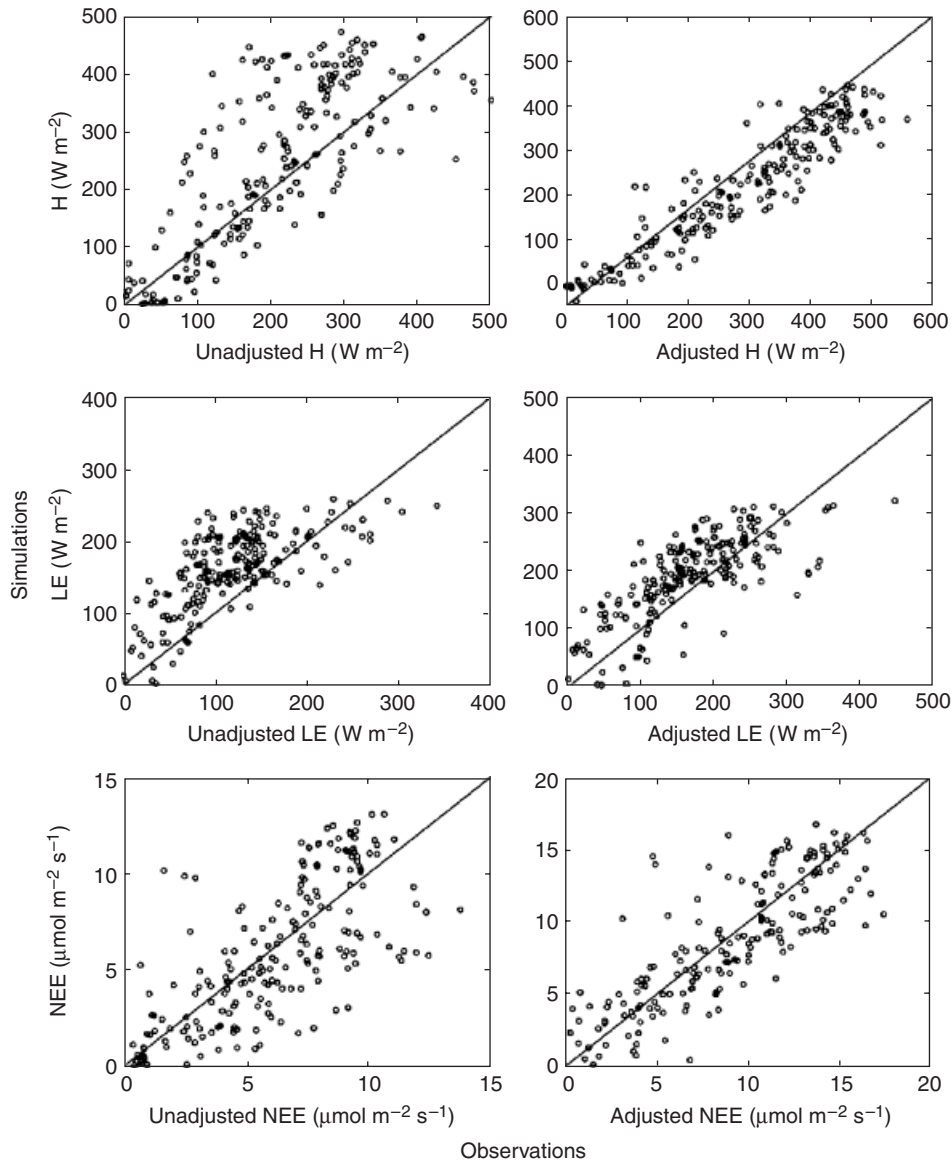 500
400
300
200
100
0
H (W m⁻²)
0 100 200 300 400 500
Unadjusted H (W m⁻²)
600
500
400
300
200
100
0
0 100 200 300 400 500 600
Adjusted H (W m⁻²)
Simulations
400
300
200
100
0
LE (W m⁻²)
0 100 200 300 400
Unadjusted LE (W m⁻²)
500
400
300
200
100
0
0 100 200 300 400 500
Adjusted LE (W m⁻²)
15
10
5
0
NEE (μmol m⁻² s⁻¹)
0 5 10 15
Unadjusted NEE (μmol m⁻² s⁻¹)
20
15
10
5
0
0 5 10 15 20
Adjusted NEE (μmol m⁻² s⁻¹)
Observations